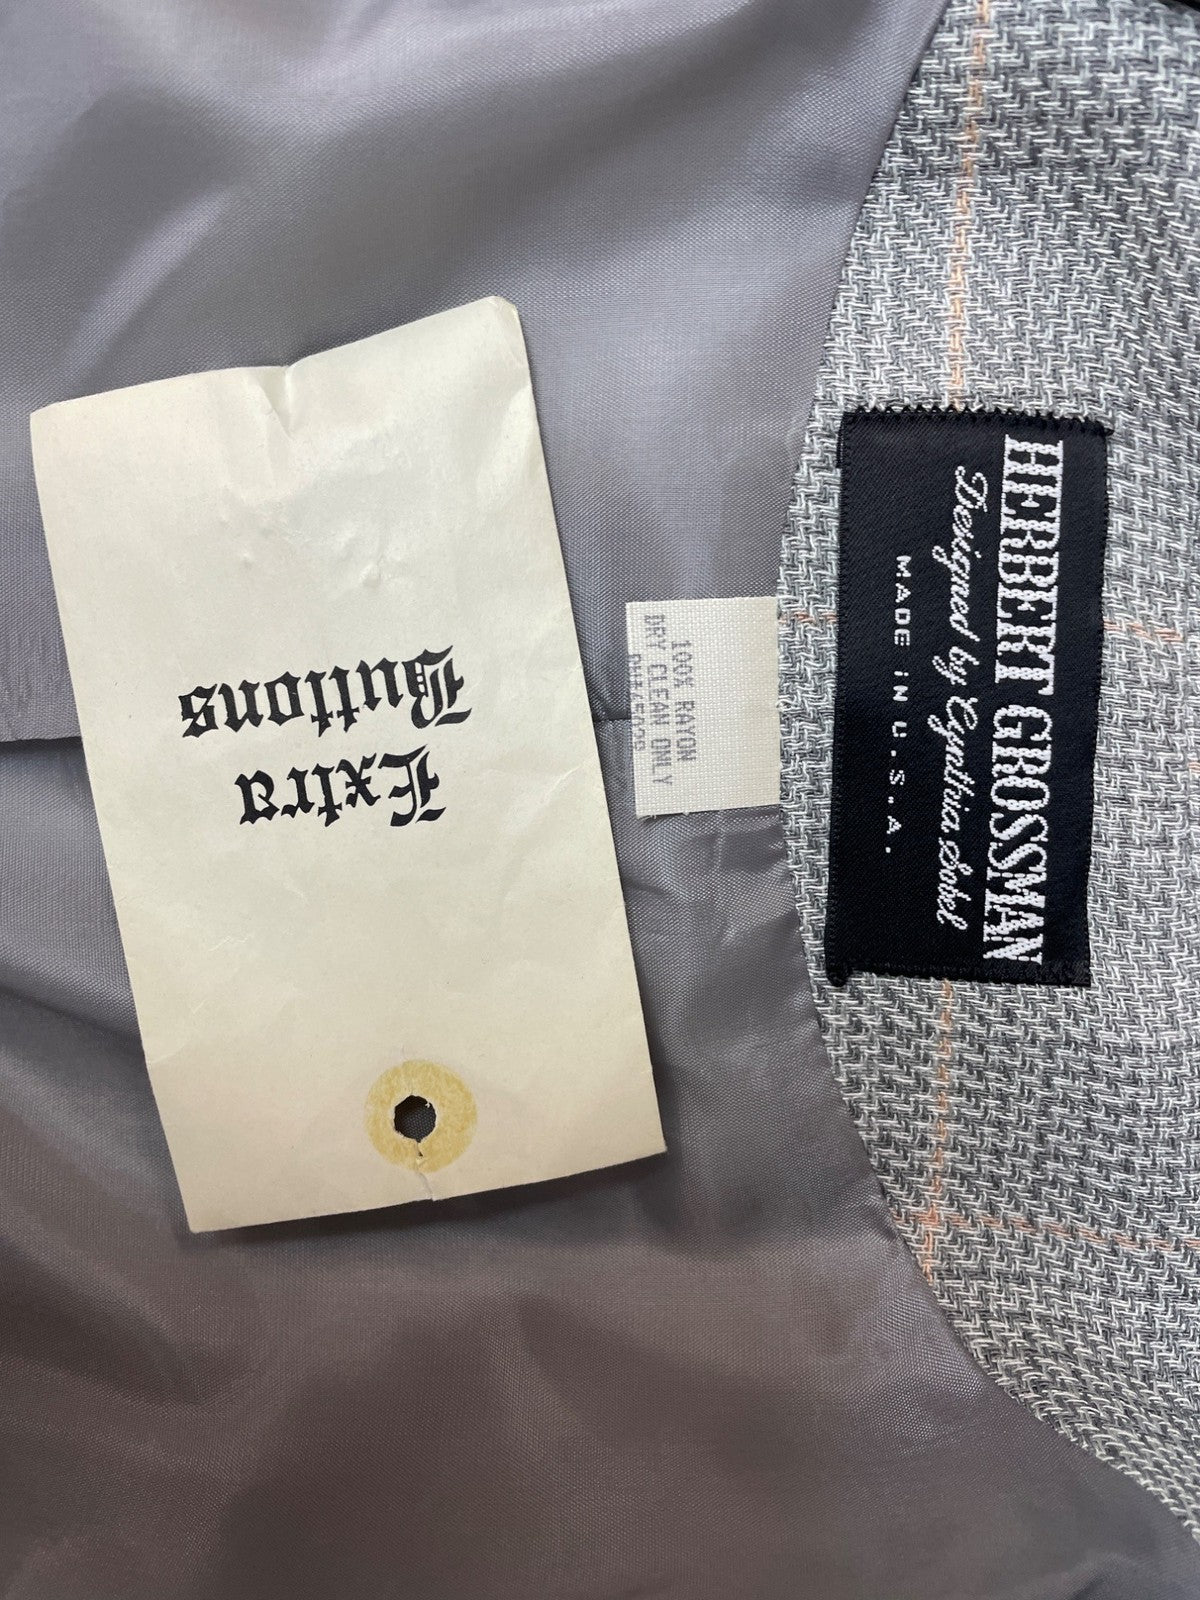 HERBERT GROSSMAN
Designed by Cynthia Sobel
MADE IN U.S.A.
100% RAYON
DRY CLEAN ONLY
Extra
Buttons